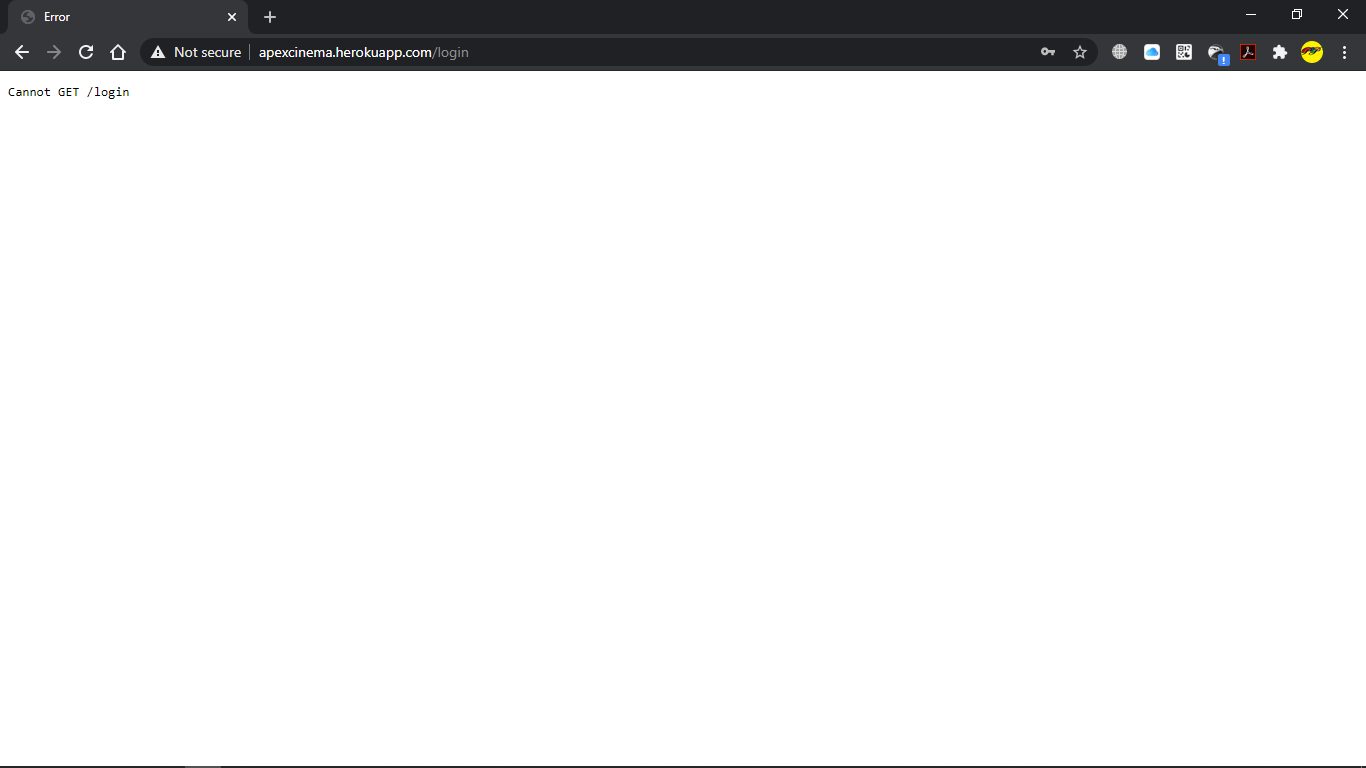 Error
Not secure
apexcinema.herokuapp.com/login
Cannot GET /login